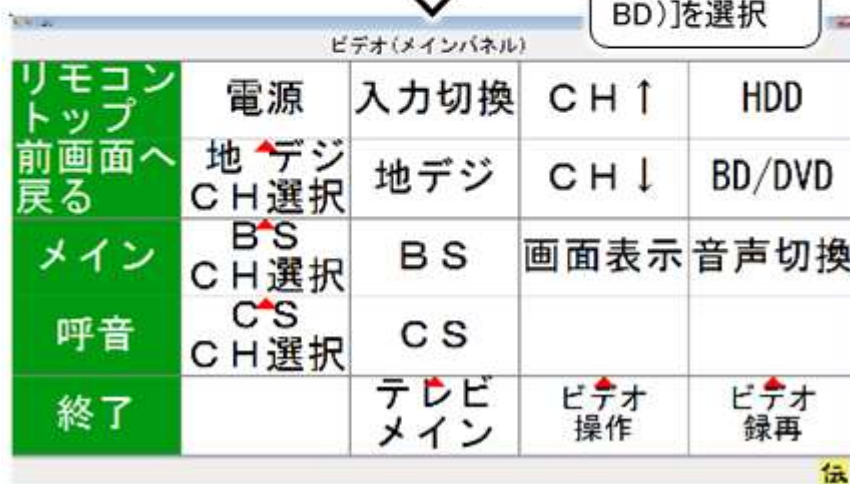 BD)]を選択
ビデオ(メインパネル)
リモコン
トップ
電源
入力切換
CH↑
HDD
前画面へ
戻る
地デジ
CH選択
地デジ
CH↓
BD/DVD
メイン
BS
CH選択
BS
画面表示
音声切換
呼音
CS
CH選択
CS
終了
テレビ
メイン
ビデオ
操作
ビデオ
録再
伝